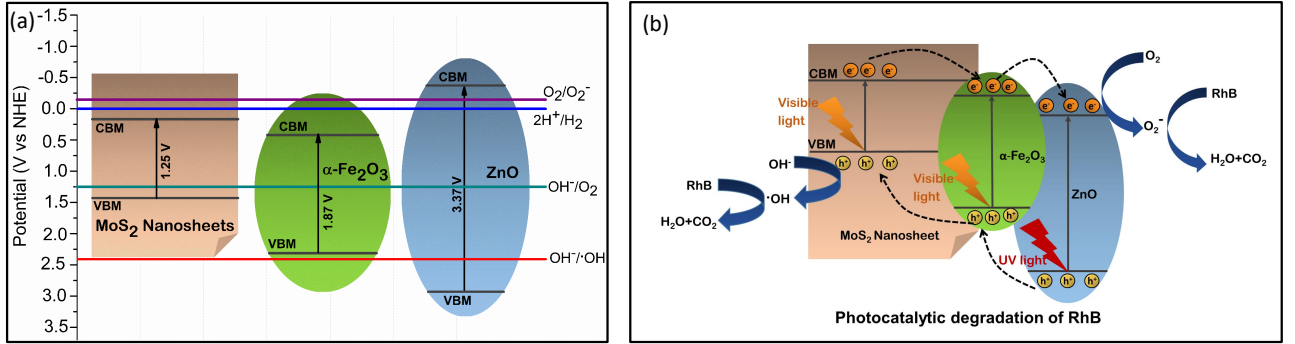 (a)
Potential (V vs NHE)
-1.5
-1.0
-0.5
0.0
0.5
1.0
1.5
2.0
2.5
3.0
3.5
CBM
1.25 V
VBM
MoS₂ Nanosheets
CBM
α-Fe₂O₃
1.87 V
VBM
CBM
ZnO
3.37 V
VBM
O₂/O₂⁻
2H⁺/H₂
OH⁻/O₂
OH⁻/·OH
(b)
CBM
e⁻ e⁻ e⁻
Visible
light
VBM
h⁺ h⁺ h⁺
OH⁻
RhB
·OH
H₂O+CO₂
MoS₂ Nanosheet
e⁻ e⁻ e⁻
α-Fe₂O₃
Visible
light
h⁺ h⁺ h⁺
e⁻ e⁻ e⁻
ZnO
UV light
h⁺ h⁺ h⁺
O₂
O₂⁻
RhB
H₂O+CO₂
Photocatalytic degradation of RhB